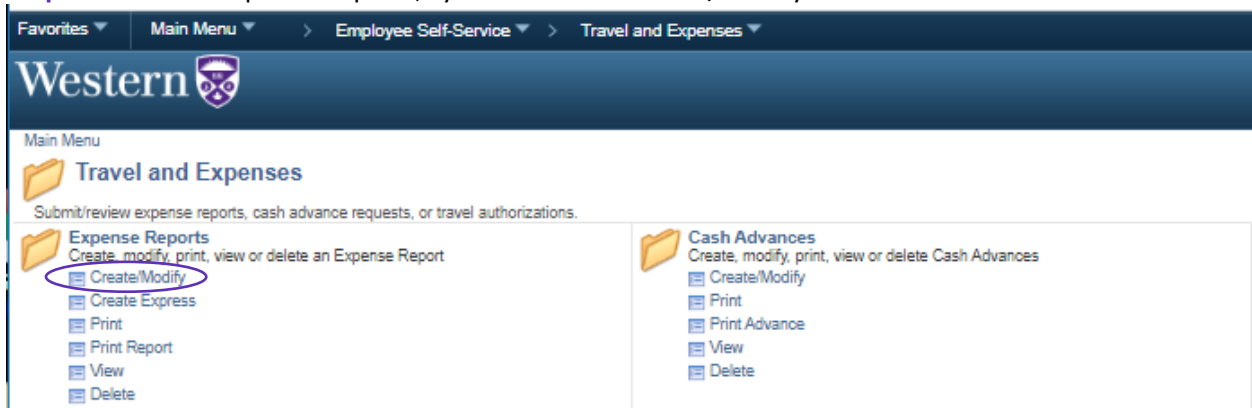 Favorites Main Menu > Employee Self-Service > Travel and Expenses
Western
Main Menu
Travel and Expenses
Submit/review expense reports, cash advance requests, or travel authorizations.
Expense Reports
Create, modify, print, view or delete an Expense Report
Create/Modify
Create Express
Print
Print Report
View
Delete
Cash Advances
Create, modify, print, view or delete Cash Advances
Create/Modify
Print
Print Advance
View
Delete